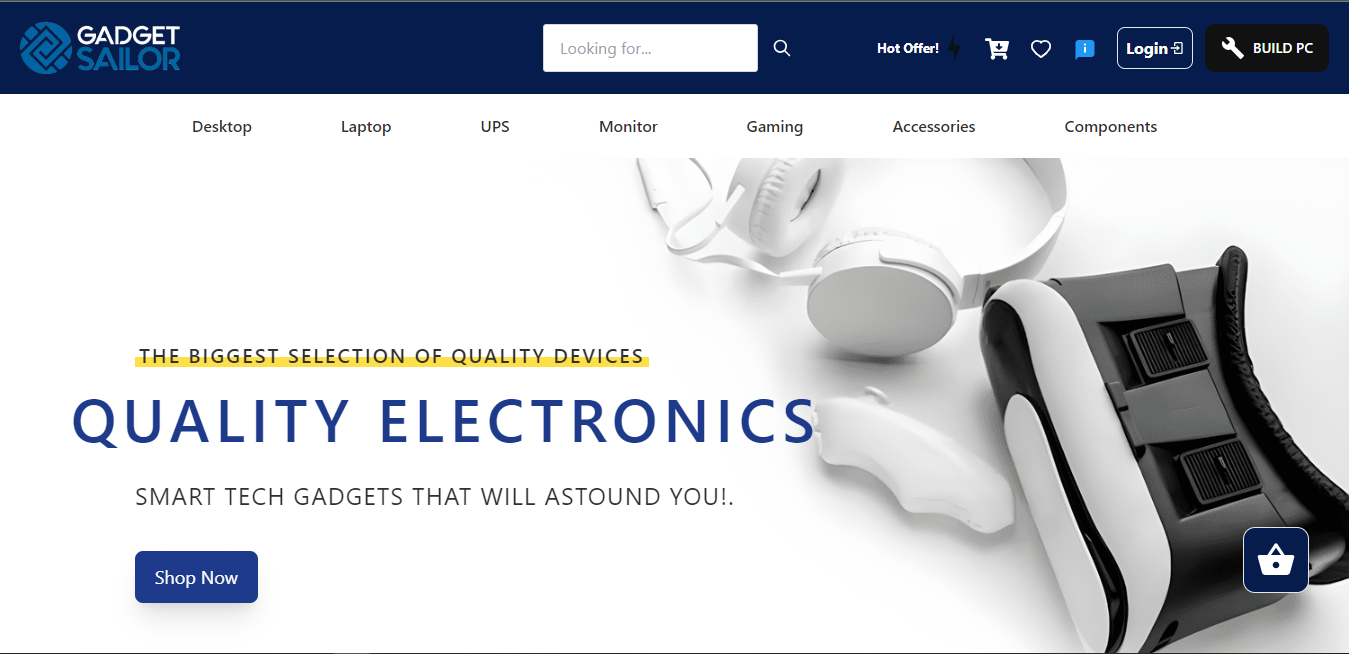 GADGET
SAILOR
Looking for...
Hot Offer!
Login
BUILD PC
Desktop
Laptop
UPS
Monitor
Gaming
Accessories
Components
THE BIGGEST SELECTION OF QUALITY DEVICES
QUALITY ELECTRONICS
SMART TECH GADGETS THAT WILL ASTOUND YOU!.
Shop Now